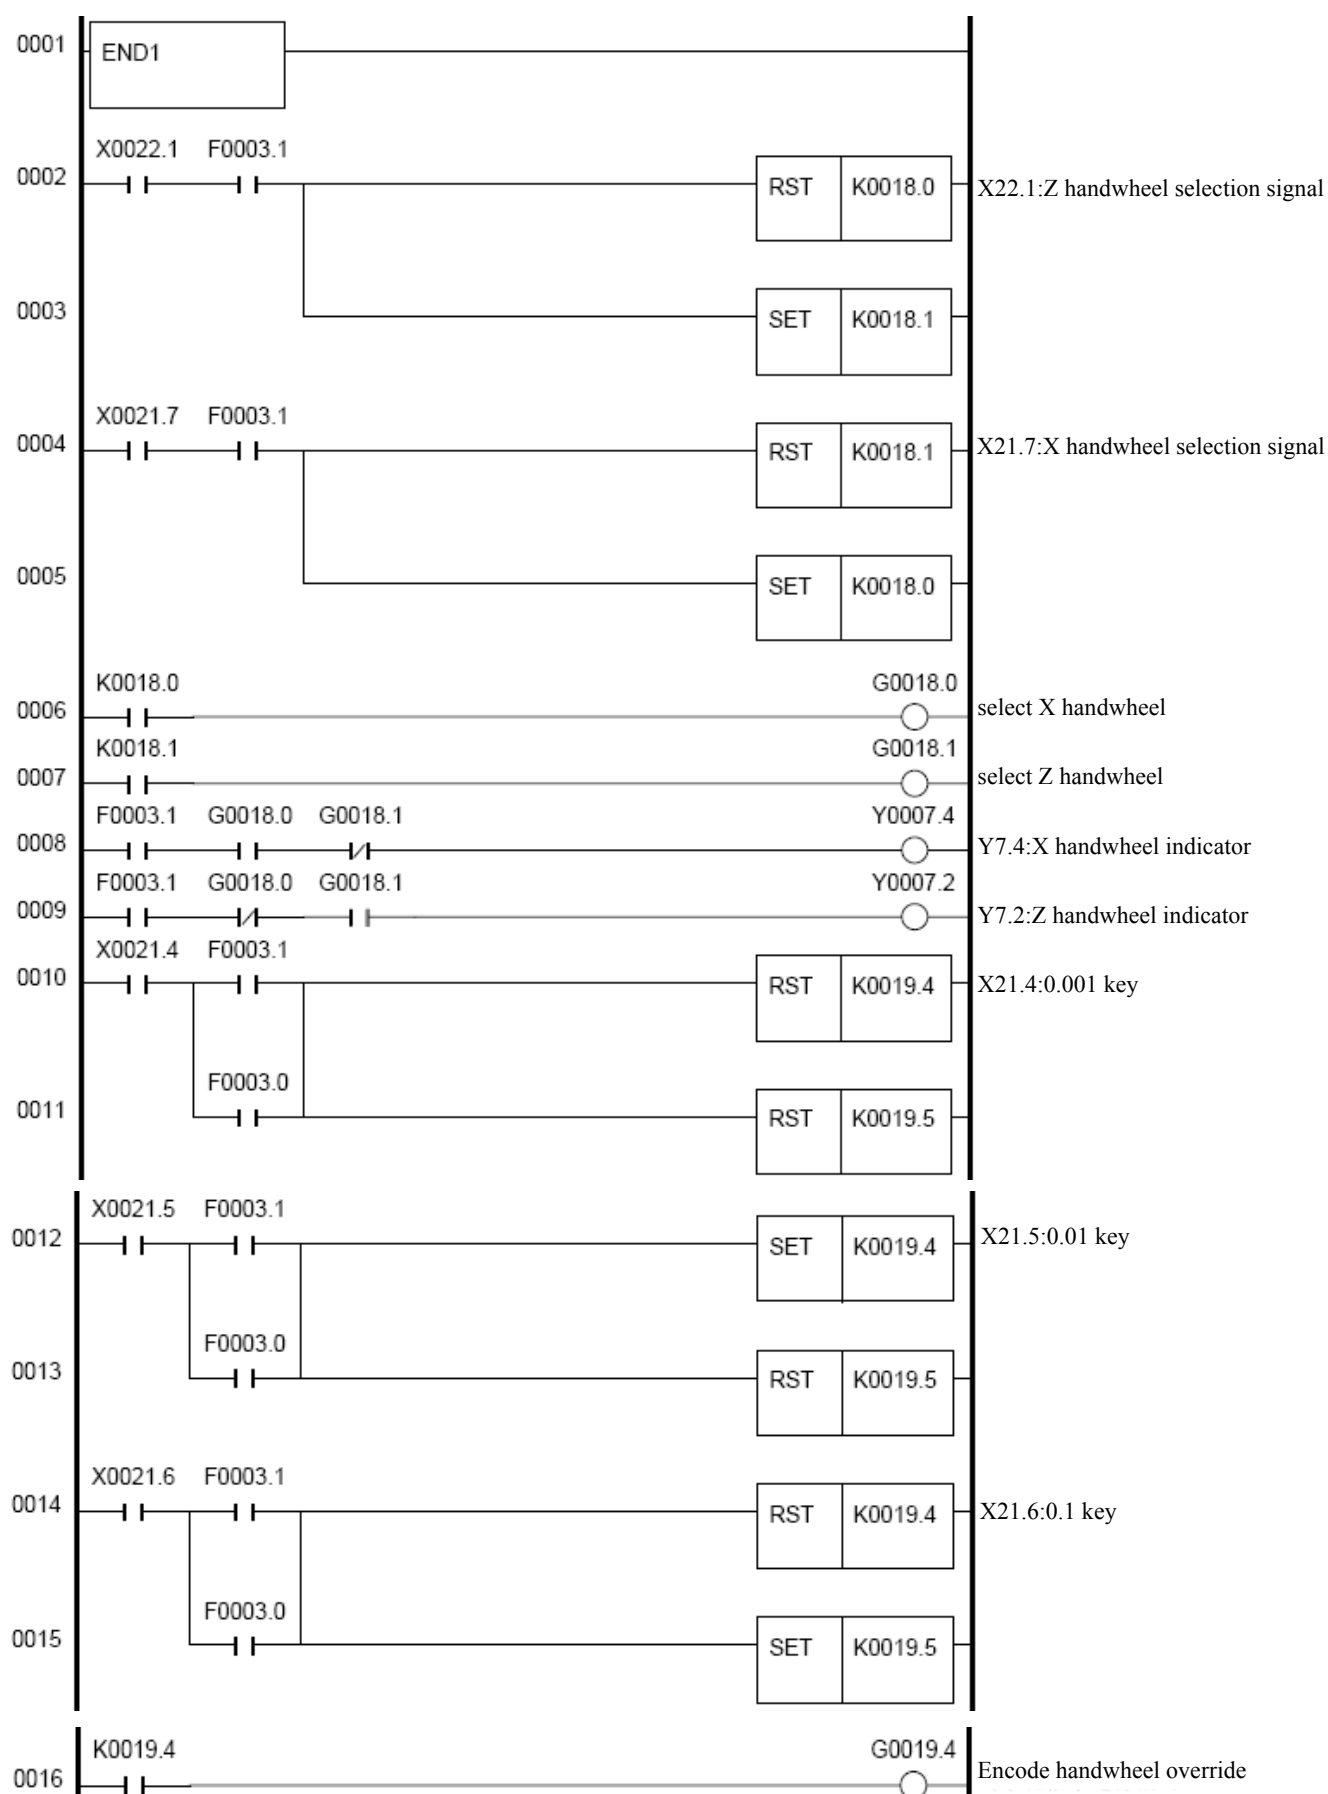 0001 END1
X0022.1 F0003.1
0002 RST K0018.0 X22.1:Z handwheel selection signal
0003 SET K0018.1
X0021.7 F0003.1
0004 RST K0018.1 X21.7:X handwheel selection signal
0005 SET K0018.0
K0018.0 G0018.0
0006 select X handwheel
K0018.1 G0018.1
0007 select Z handwheel
F0003.1 G0018.0 G0018.1 Y0007.4
0008 Y7.4:X handwheel indicator
F0003.1 G0018.0 G0018.1 Y0007.2
0009 Y7.2:Z handwheel indicator
X0021.4 F0003.1
0010 RST K0019.4 X21.4:0.001 key
F0003.0
0011 RST K0019.5
X0021.5 F0003.1
0012 SET K0019.4 X21.5:0.01 key
F0003.0
0013 RST K0019.5
X0021.6 F0003.1
0014 RST K0019.4 X21.6:0.1 key
F0003.0
0015 SET K0019.5
K0019.4 G0019.4
0016 Encode handwheel override